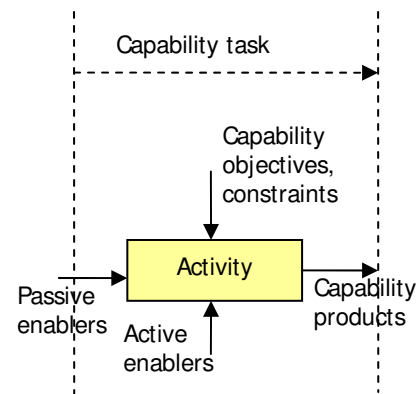 Capability task
Capability
objectives,
constraints
Activity
Passive
enablers
Active
enablers
Capability
products